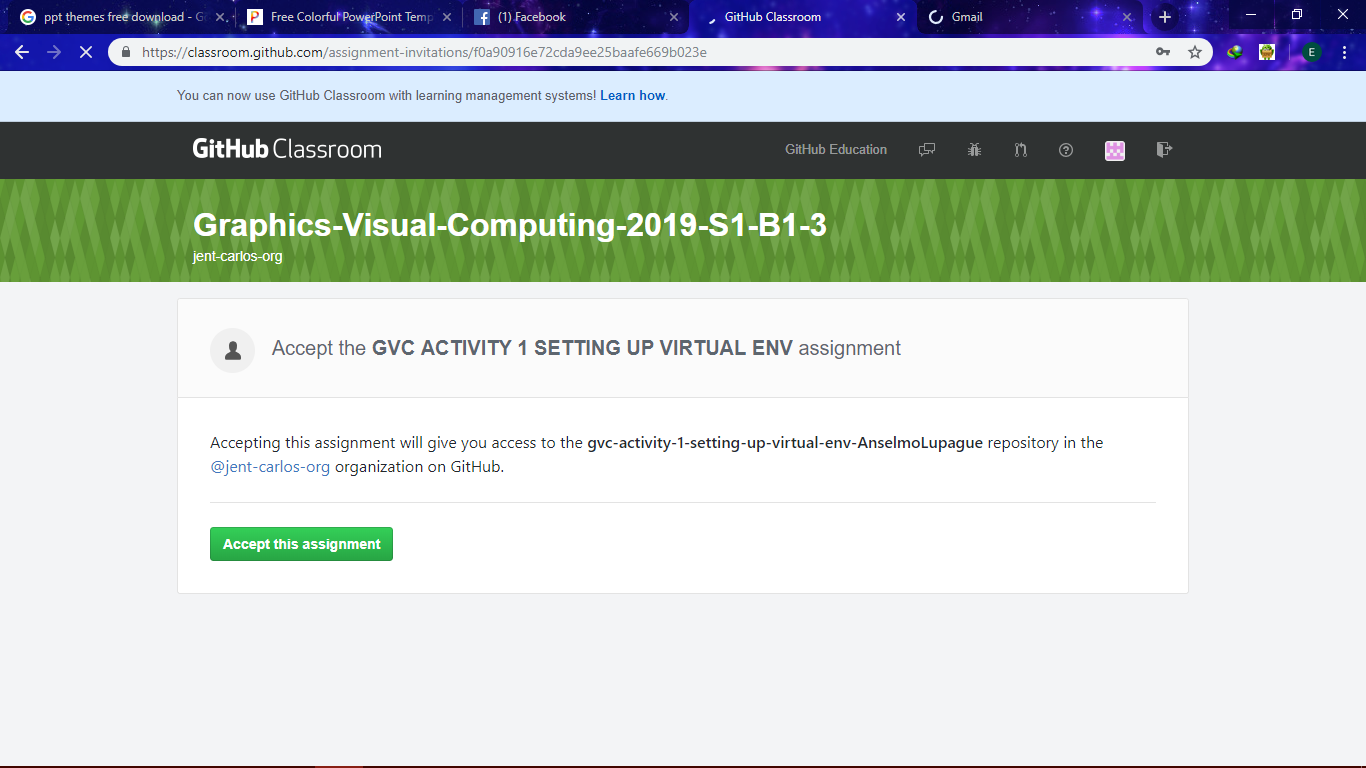 ppt themes free download - G
Free Colorful PowerPoint Temp
(1) Facebook
GitHub Classroom
Gmail
https://classroom.github.com/assignment-invitations/f0a90916e72cda9ee25baafe669b023e
E
You can now use GitHub Classroom with learning management systems! Learn how.
GitHub Classroom
GitHub Education
Graphics-Visual-Computing-2019-S1-B1-3
jent-carlos-org
Accept the GVC ACTIVITY 1 SETTING UP VIRTUAL ENV assignment
Accepting this assignment will give you access to the gvc-activity-1-setting-up-virtual-env-AnselmoLupague repository in the
@jent-carlos-org organization on GitHub.
Accept this assignment